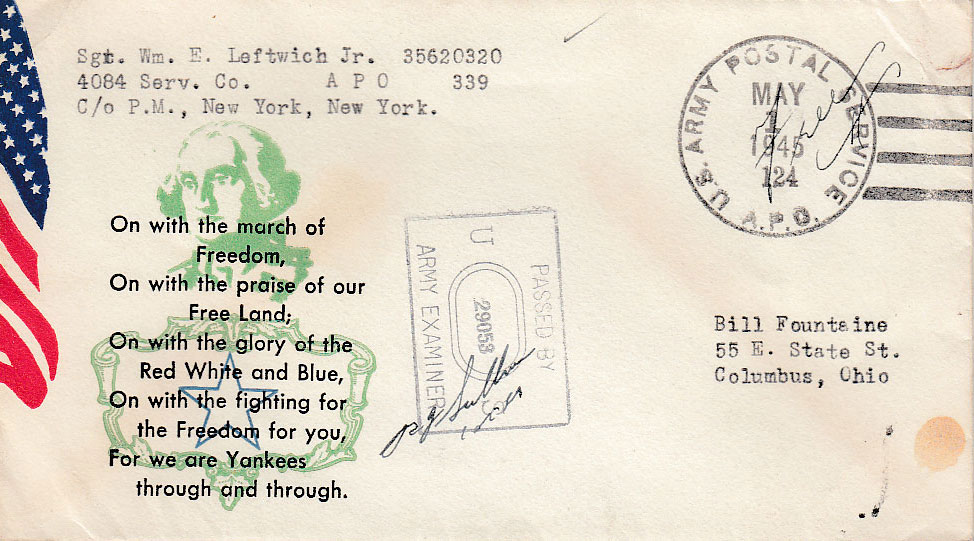 Sgt. Wm. E. Leftwich Jr. 35620320
4084 Serv. Co. A P O 339
C/o P.M., New York, New York.
U.S. ARMY POSTAL SERVICE
A.P.O.
MAY
1
1945
124
On with the march of
Freedom,
On with the praise of our
Free Land;
On with the glory of the
Red White and Blue,
On with the fighting for
the Freedom for you,
For we are Yankees
through and through.
PASSED BY
U 29053 S
ARMY EXAMINER
Bill Fountaine
55 E. State St.
Columbus, Ohio